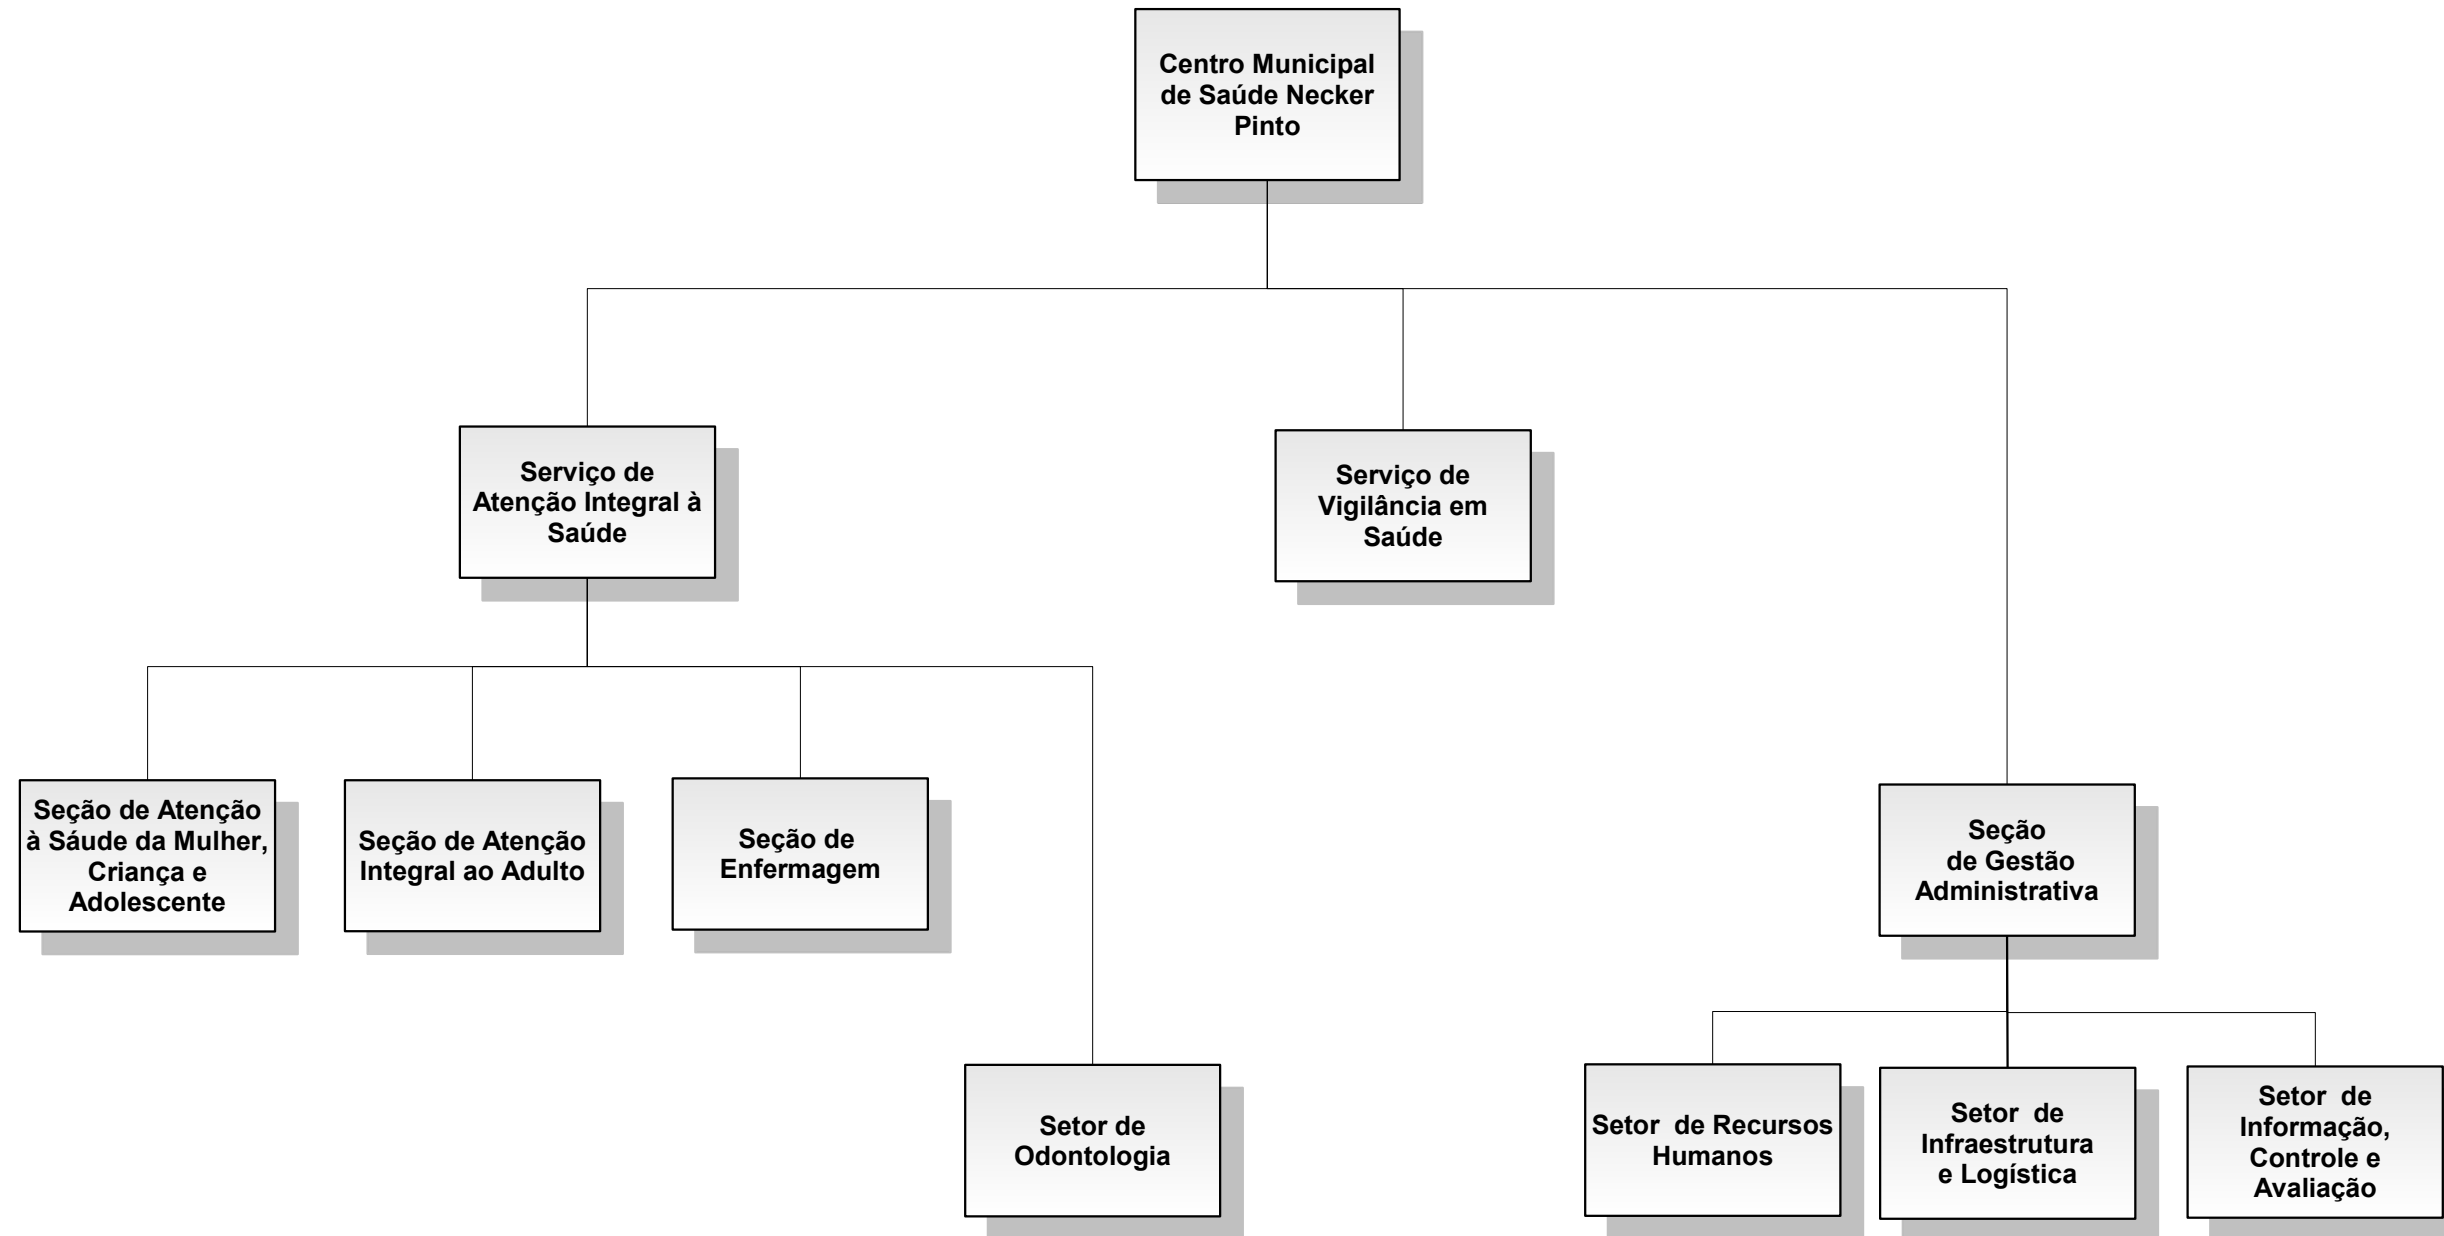 Centro Municipal
de Saúde Necker
Pinto
Serviço de
Atenção Integral à
Saúde
Serviço de
Vigilância em
Saúde
Seção de Atenção
à Sáude da Mulher,
Criança e
Adolescente
Seção de Atenção
Integral ao Adulto
Seção de
Enfermagem
Seção
de Gestão
Administrativa
Setor de
Odontologia
Setor  de Recursos
Humanos
Setor  de
Infraestrutura
e Logística
Setor  de
Informação,
Controle e
Avaliação